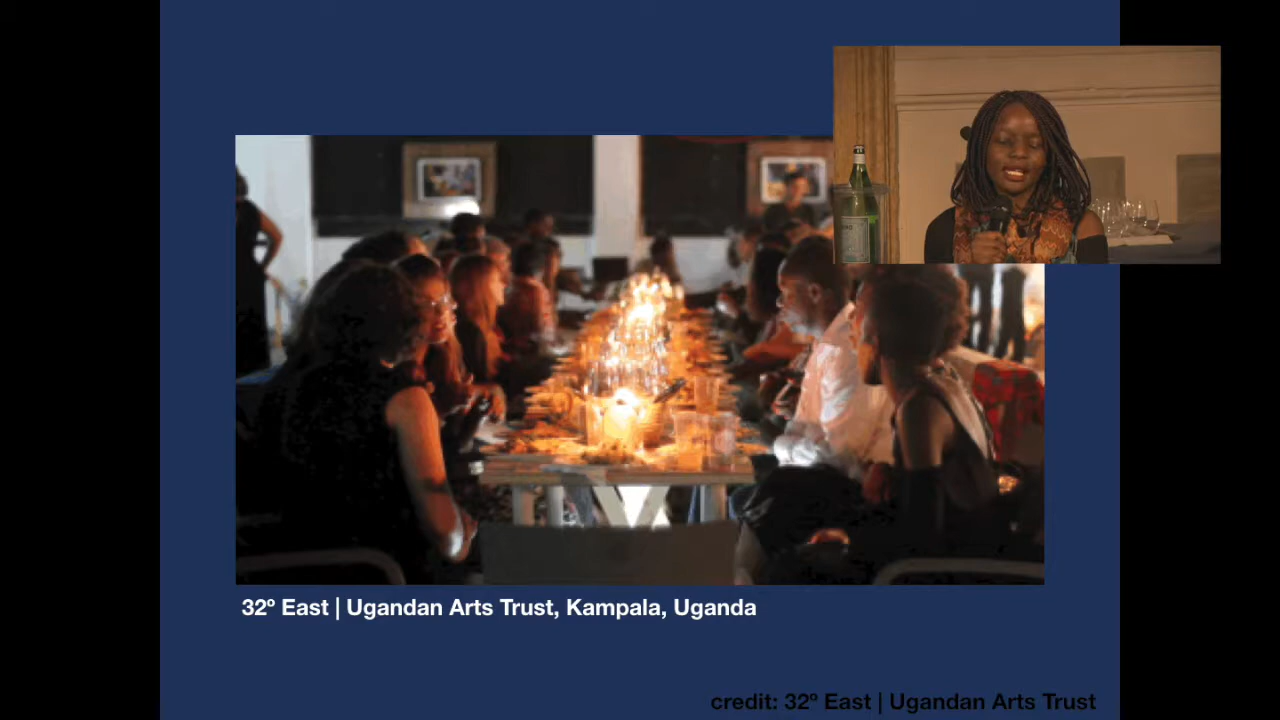 32º East | Ugandan Arts Trust, Kampala, Uganda
credit: 32º East | Ugandan Arts Trust